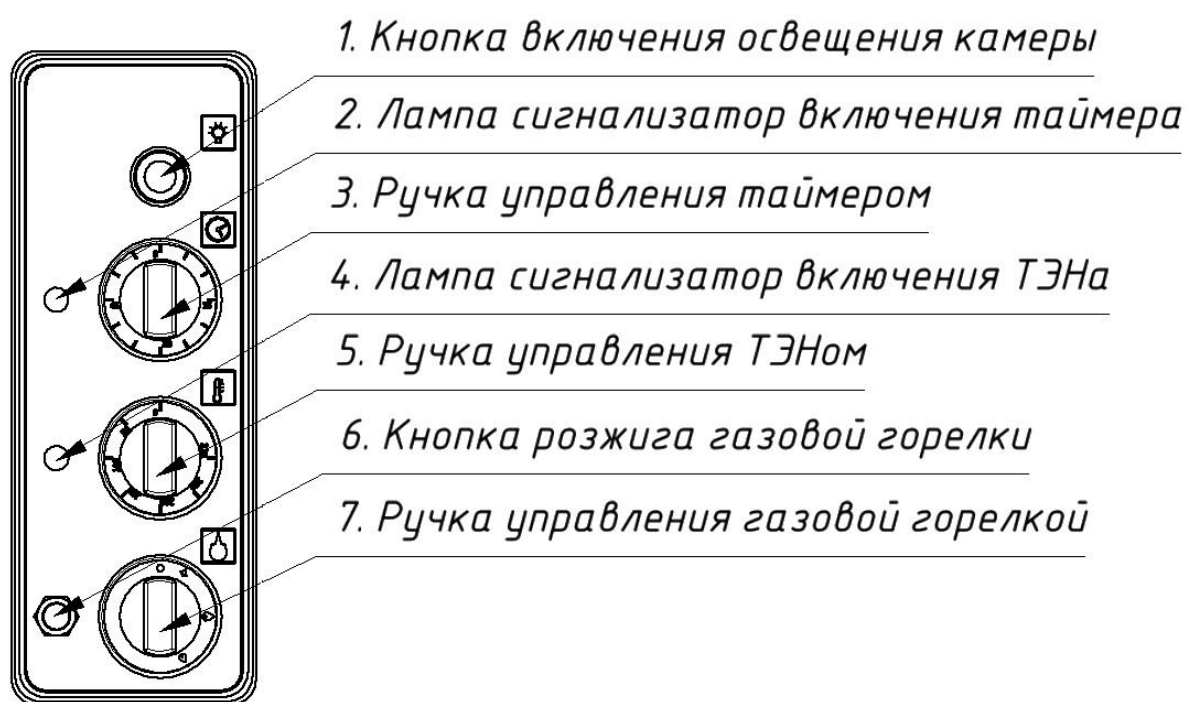 1. Кнопка включения освещения камеры
2. Лампа сигнализатор включения таймера
3. Ручка управления таймером
4. Лампа сигнализатор включения ТЭНа
5. Ручка управления ТЭНом
6. Кнопка розжига газовой горелки
7. Ручка управления газовой горелкой